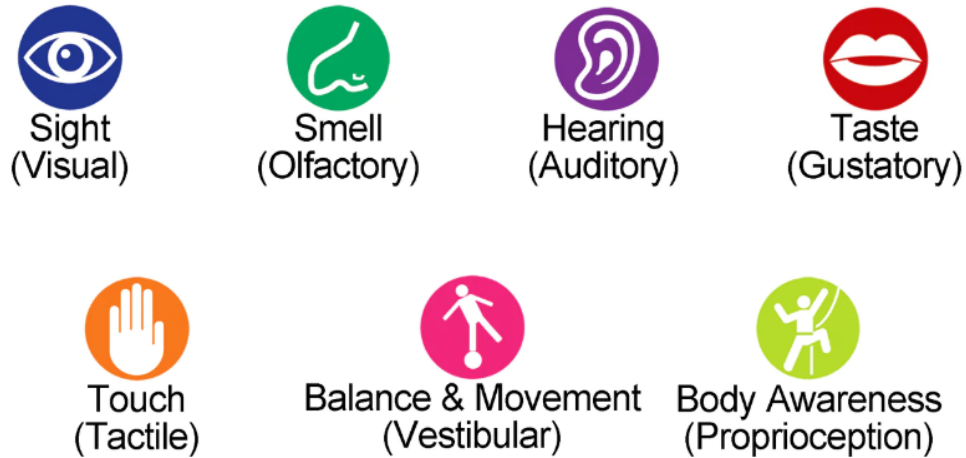 Sight
(Visual)
Smell
(Olfactory)
Hearing
(Auditory)
Taste
(Gustatory)
Touch
(Tactile)
Balance & Movement
(Vestibular)
Body Awareness
(Proprioception)